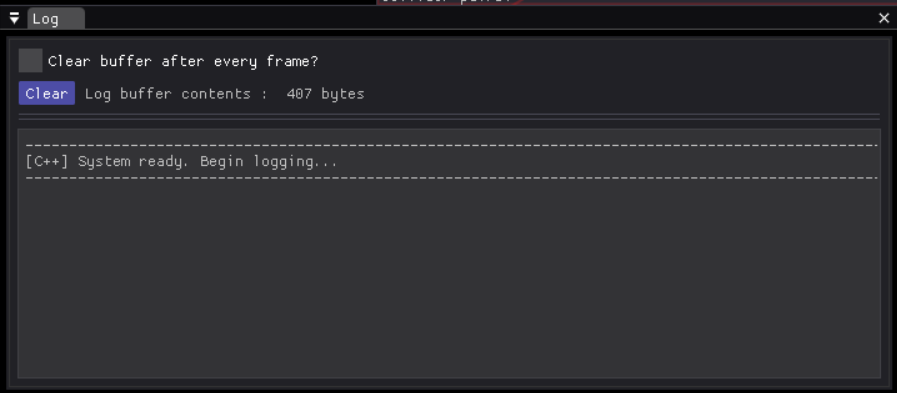 Log
Clear buffer after every frame?
Clear Log buffer contents : 407 bytes
[C++] System ready. Begin logging...